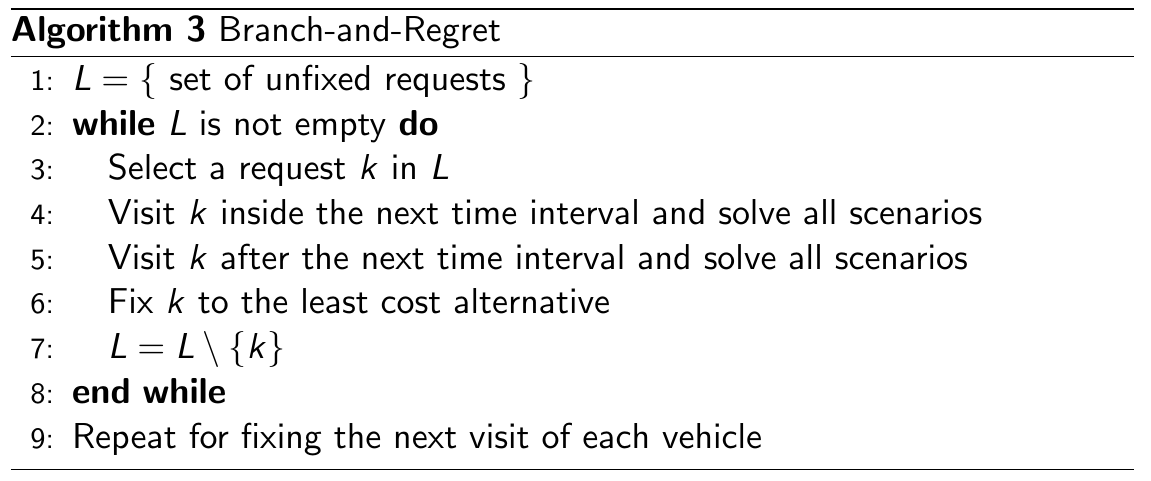 Algorithm 3 Branch-and-Regret
1: L = { set of unfixed requests }
2: while L is not empty do
3: Select a request k in L
4: Visit k inside the next time interval and solve all scenarios
5: Visit k after the next time interval and solve all scenarios
6: Fix k to the least cost alternative
7: L = L \ {k}
8: end while
9: Repeat for fixing the next visit of each vehicle